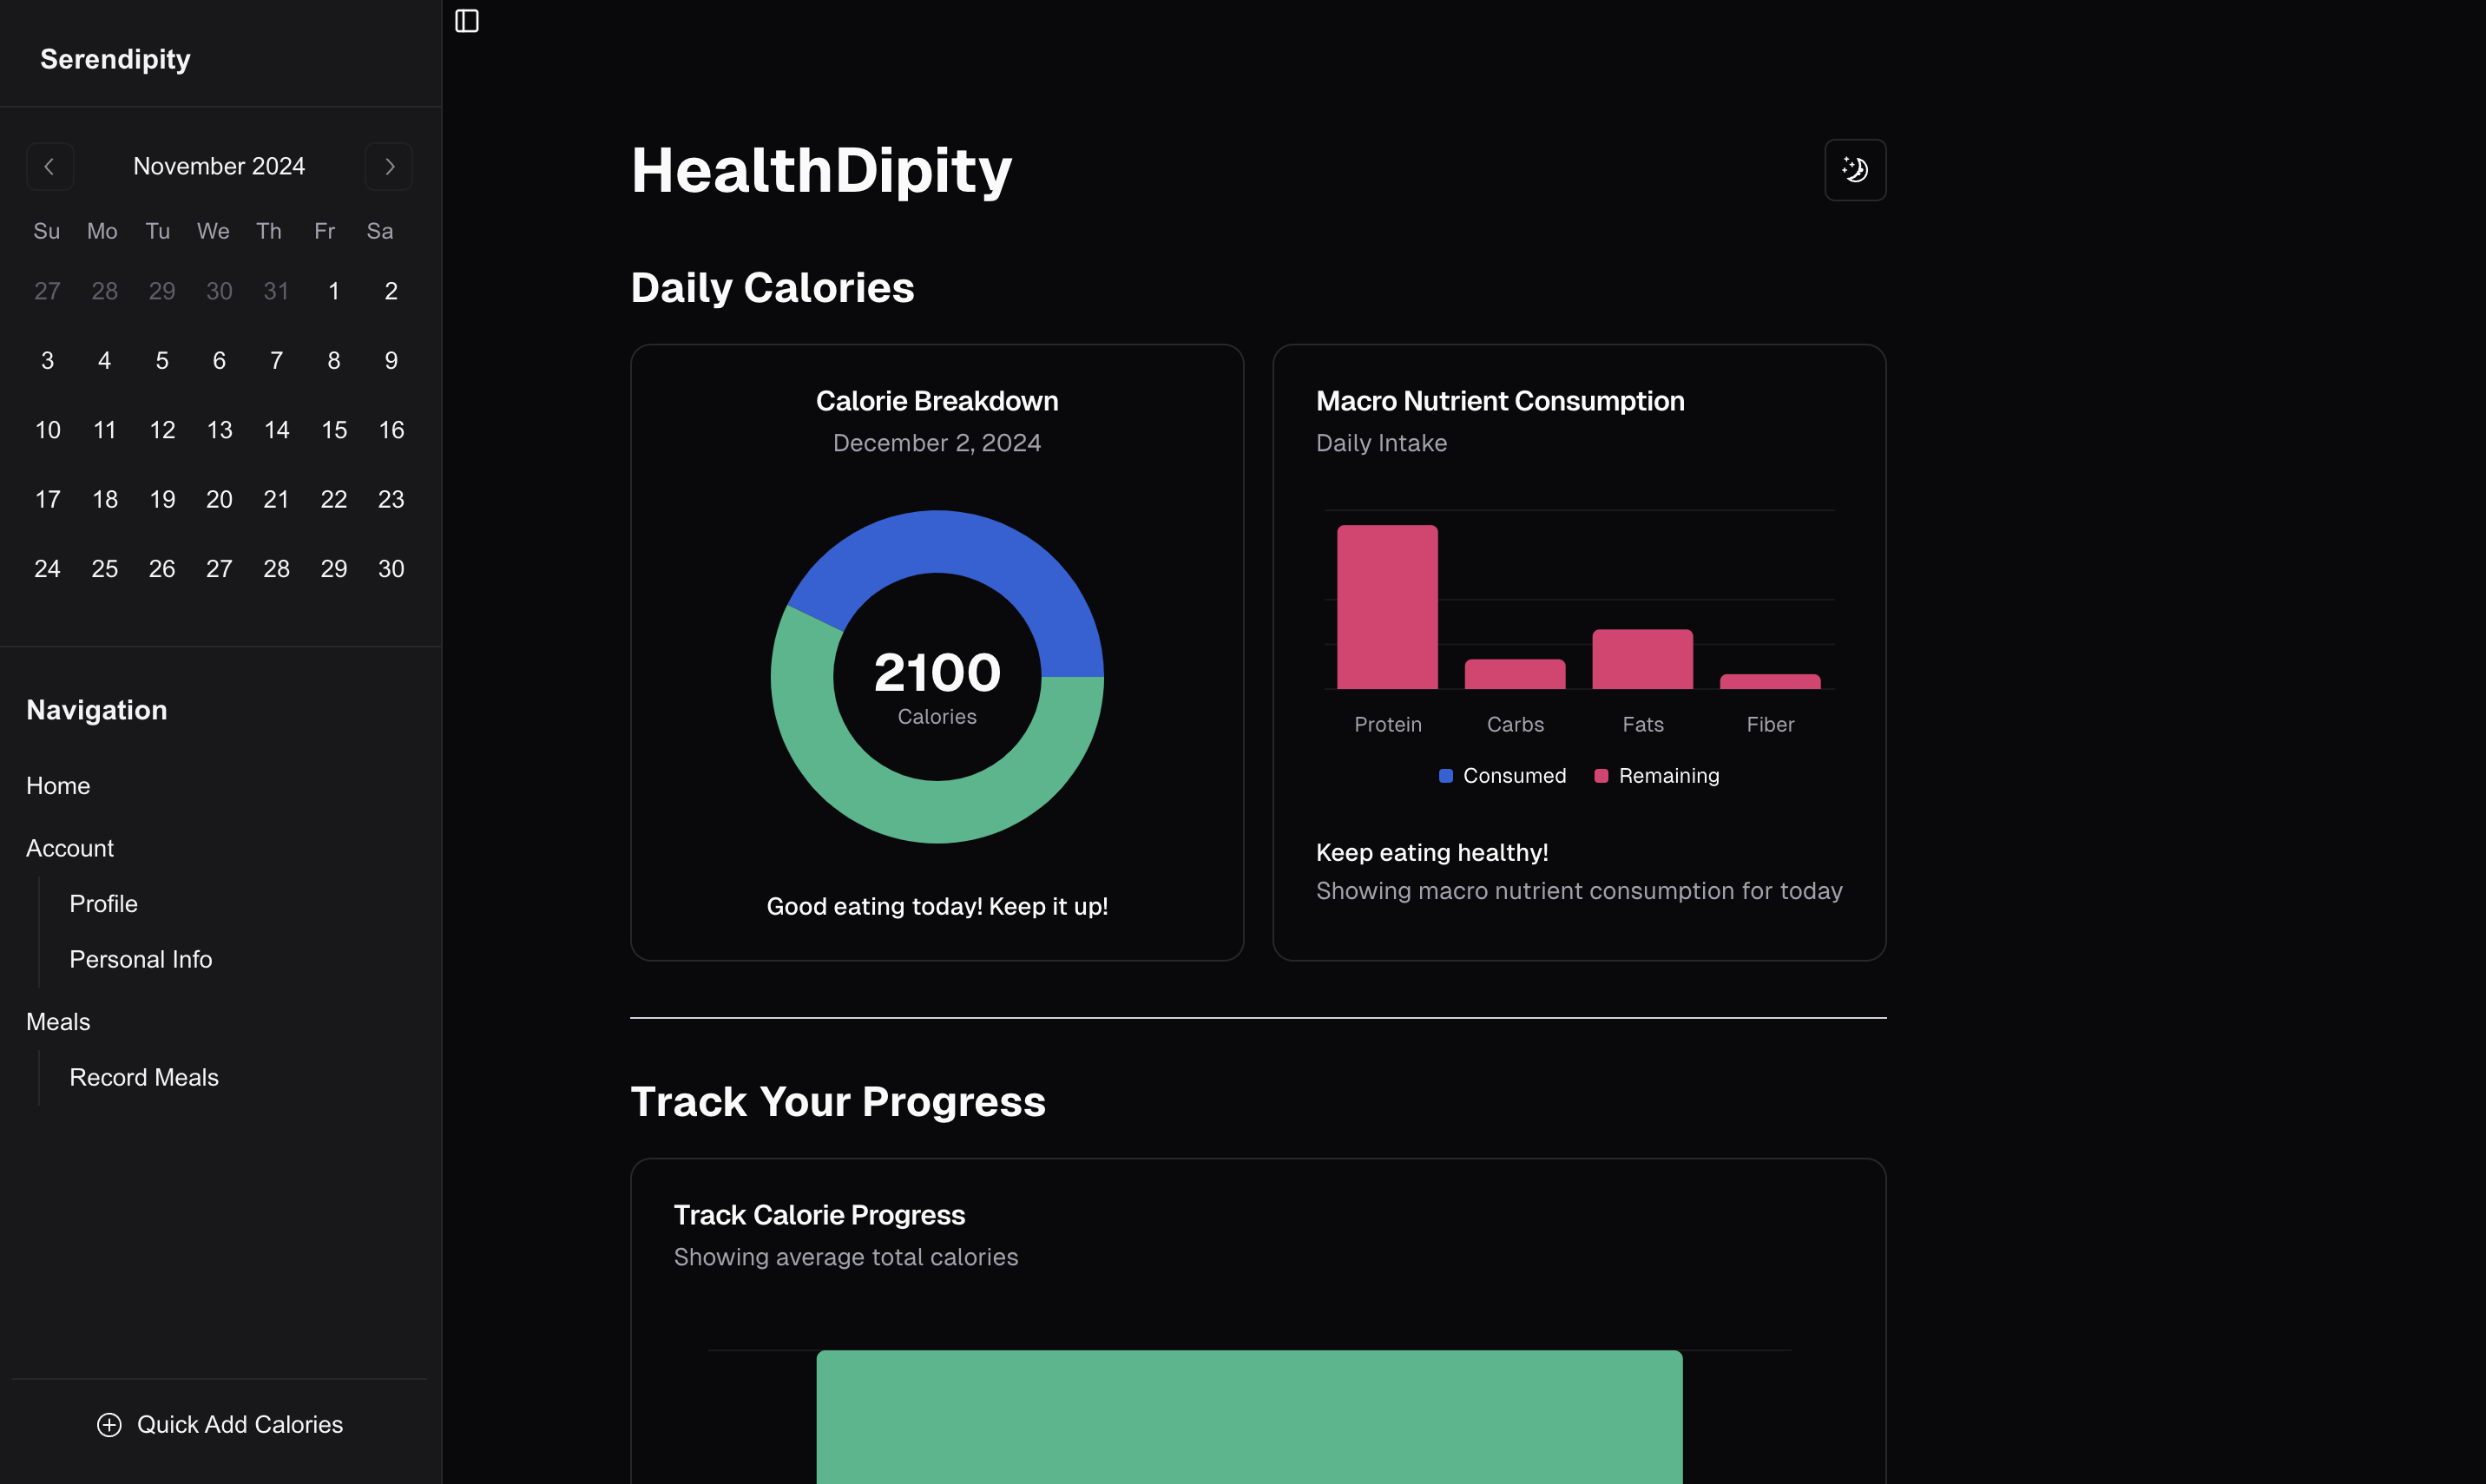 Serendipity
November 2024
Su Mo Tu We Th Fr Sa
27 28 29 30 31 1 2
3 4 5 6 7 8 9
10 11 12 13 14 15 16
17 18 19 20 21 22 23
24 25 26 27 28 29 30
Navigation
Home
Account
Profile
Personal Info
Meals
Record Meals
Quick Add Calories
HealthDipity
Daily Calories
Calorie Breakdown
December 2, 2024
2100
Calories
Good eating today! Keep it up!
Macro Nutrient Consumption
Daily Intake
Protein Carbs Fats Fiber
Consumed Remaining
Keep eating healthy!
Showing macro nutrient consumption for today
Track Your Progress
Track Calorie Progress
Showing average total calories